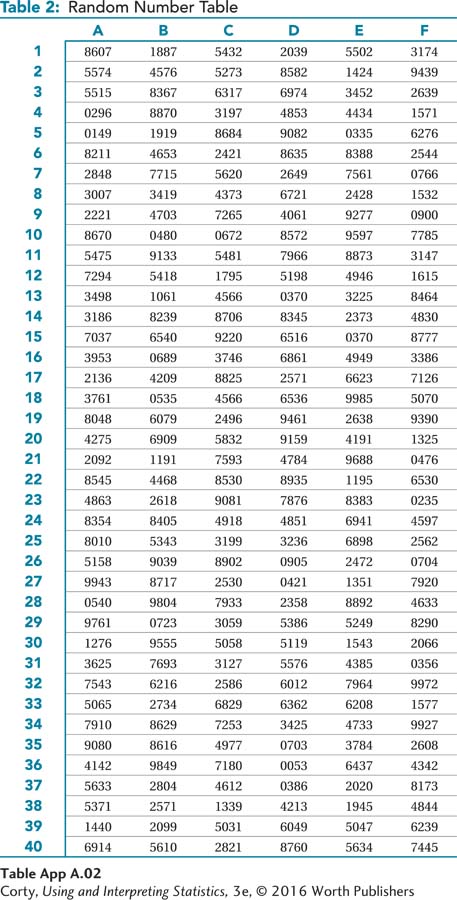 Table 2: Random Number Table
A B C D E F
1 8607 1887 5432 2039 5502 3174
2 5574 4576 5273 8582 1424 9439
3 5515 8367 6317 6974 3452 2639
4 0296 8870 3197 4853 4434 1571
5 0149 1919 8684 9082 0335 6276
6 8211 4653 2421 8635 8388 2544
7 2848 7715 5620 2649 7561 0766
8 3007 3419 4373 6721 2428 1532
9 2221 4703 7265 4061 9277 0900
10 8670 0480 0672 8572 9597 7785
11 5475 9133 5481 7966 8873 3147
12 7294 5418 1795 5198 4946 1615
13 3498 1061 4566 0370 3225 8464
14 3186 8239 8706 8345 2373 4830
15 7037 6540 9220 6516 0370 8777
16 3953 0689 3746 6861 4949 3386
17 2136 4209 8825 2571 6623 7126
18 3761 0535 4566 6536 9985 5070
19 8048 6079 2496 9461 2638 9390
20 4275 6909 5832 9159 4191 1325
21 2092 1191 7593 4784 9688 0476
22 8545 4468 8530 8935 1195 6530
23 4863 2618 9081 7876 8383 0235
24 8354 8405 4918 4851 6941 4597
25 8010 5343 3199 3236 6898 2562
26 5158 9039 8902 0905 2472 0704
27 9943 8717 2530 0421 1351 7920
28 0540 9804 7933 2358 8892 4633
29 9761 0723 3059 5386 5249 8290
30 1276 9555 5058 5119 1543 2066
31 3625 7693 3127 5576 4385 0356
32 7543 6216 2586 6012 7964 9972
33 5065 2734 6829 6362 6208 1577
34 7910 8629 7253 3425 4733 9927
35 9080 8616 4977 0703 3784 2608
36 4142 9849 7180 0053 6437 4342
37 5633 2804 4612 0386 2020 8173
38 5371 2571 1339 4213 1945 4844
39 1440 2099 5031 6049 5047 6239
40 6914 5610 2821 8760 5634 7445
Table App A.02
Corty, Using and Interpreting Statistics, 3e, © 2016 Worth Publishers